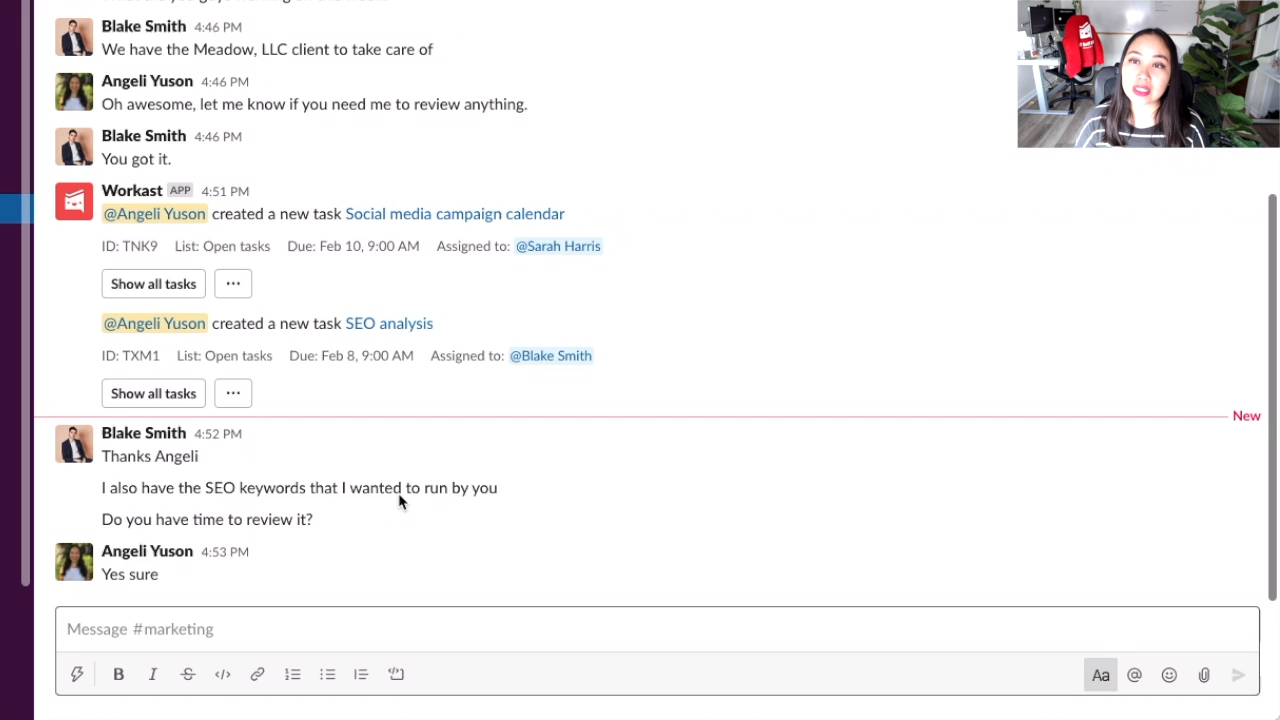 Blake Smith 4:46 PM
We have the Meadow, LLC client to take care of
Angeli Yuson 4:46 PM
Oh awesome, let me know if you need me to review anything.
Blake Smith 4:46 PM
You got it.
Workast APP 4:51 PM
@Angeli Yuson created a new task Social media campaign calendar
ID: TNK9 List: Open tasks Due: Feb 10, 9:00 AM Assigned to: @Sarah Harris
Show all tasks ...
@Angeli Yuson created a new task SEO analysis
ID: TXM1 List: Open tasks Due: Feb 8, 9:00 AM Assigned to: @Blake Smith
Show all tasks ...
New
Blake Smith 4:52 PM
Thanks Angeli
I also have the SEO keywords that I wanted to run by you
Do you have time to review it?
Angeli Yuson 4:53 PM
Yes sure
Message #marketing
B I S Aa @